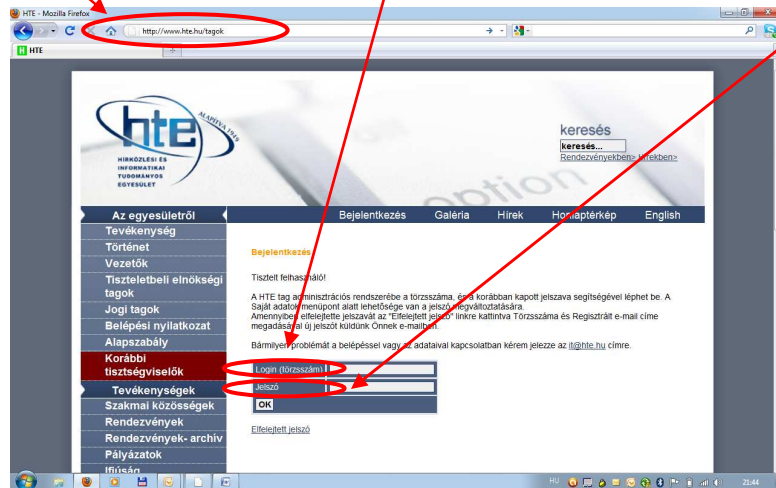 HTE - Mozilla Firefox
http://www.hte.hu/tagok
HTE
hte
ALAPÍTVA 1949
HÍRKÖZLÉSI ÉS
INFORMATIKAI
TUDOMÁNYOS
EGYESÜLET
keresés
keresés...
Rendezvényekben> Hírekben>
option
Bejelentkezés Galéria Hírek Honlaptérkép English
Az egyesületről
Tevékenység
Történet
Vezetők
Tiszteletbeli elnökségi
tagok
Jogi tagok
Belépési nyilatkozat
Alapszabály
Korábbi
tisztségviselők
Tevékenységek
Szakmai közösségek
Rendezvények
Rendezvények- archív
Pályázatok
Ifjúság
Bejelentkezés
Tisztelt felhasználó!
A HTE tag adminisztrációs rendszerébe a törzsszáma, és a korábban kapott jelszava segítségével léphet be. A
Saját adatok menüpont alatt lehetősége van a jelszó megváltoztatására.
Amennyiben elfelejtette jelszavát az "Elfelejtett jelszó" linkre kattintva Törzsszáma és Regisztrált e-mail címe
megadásával új jelszót küldünk Önnek e-mailben.
Bármilyen problémát a belépéssel vagy az adataival kapcsolatban kérem jelezze az it@hte.hu címre.
Login (törzsszám)
Jelszó
OK
Elfelejtett jelszó
HU
21:44